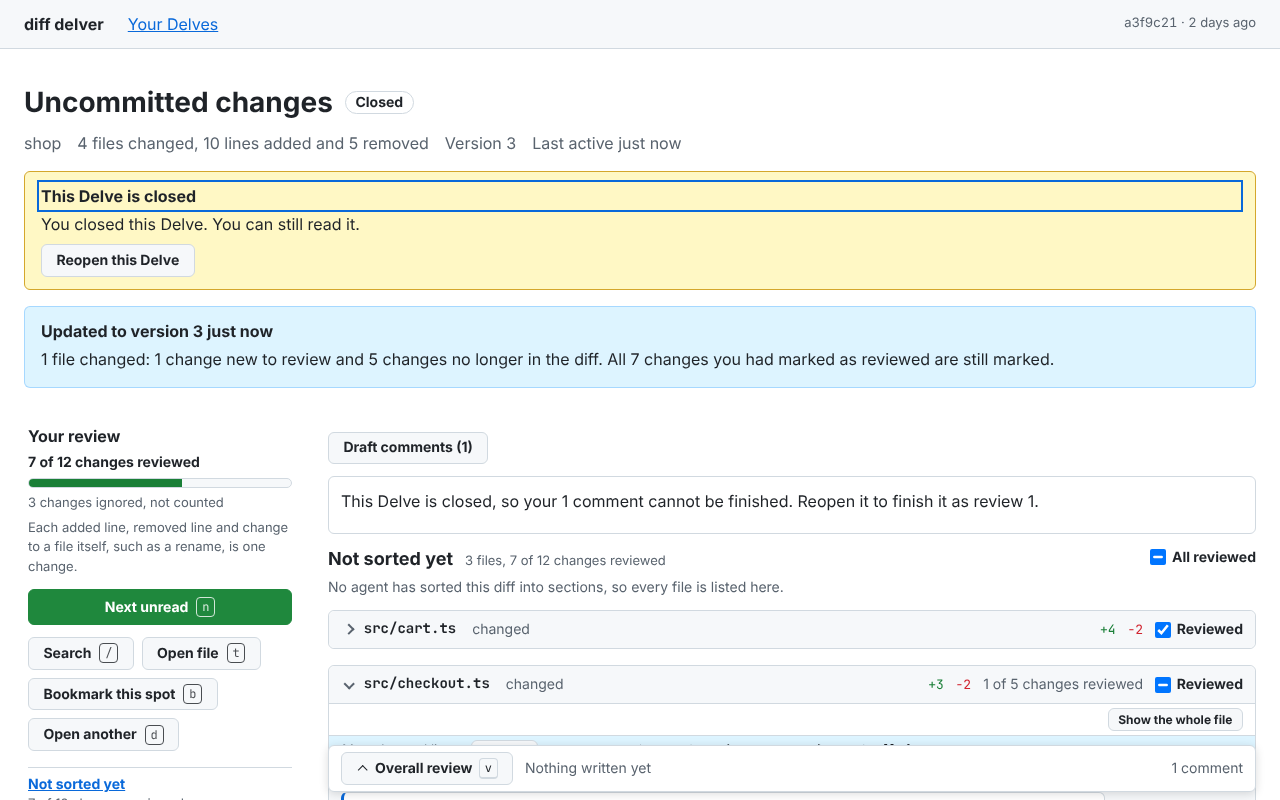 diff delver Your Delves a3f9c21 · 2 days ago
Uncommitted changes Closed
shop 4 files changed, 10 lines added and 5 removed Version 3 Last active just now
This Delve is closed
You closed this Delve. You can still read it.
Reopen this Delve
Updated to version 3 just now
1 file changed: 1 change new to review and 5 changes no longer in the diff. All 7 changes you had marked as reviewed are still marked.
Your review
7 of 12 changes reviewed
3 changes ignored, not counted
Each added line, removed line and change
to a file itself, such as a rename, is one
change.
Next unread n
Search / Open file t
Bookmark this spot b
Open another d
Not sorted yet
Draft comments (1)
This Delve is closed, so your 1 comment cannot be finished. Reopen it to finish it as review 1.
Not sorted yet 3 files, 7 of 12 changes reviewed All reviewed
No agent has sorted this diff into sections, so every file is listed here.
src/cart.ts changed +4 -2 Reviewed
src/checkout.ts changed +3 -2 1 of 5 changes reviewed Reviewed
Show the whole file
Overall review v Nothing written yet 1 comment